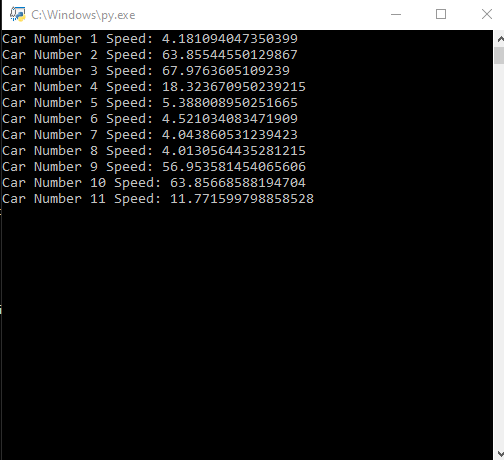 C:\Windows\py.exe
Car Number 1 Speed: 4.181094047350399
Car Number 2 Speed: 63.85544550129867
Car Number 3 Speed: 67.9763605109239
Car Number 4 Speed: 18.323670950239215
Car Number 5 Speed: 5.388008950251665
Car Number 6 Speed: 4.521034083471909
Car Number 7 Speed: 4.043860531239423
Car Number 8 Speed: 4.0130564435281215
Car Number 9 Speed: 56.953581454065606
Car Number 10 Speed: 63.85668588194704
Car Number 11 Speed: 11.771599798858528